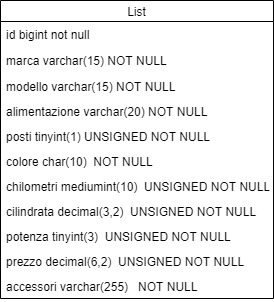 List
id bigint not null
marca varchar(15) NOT NULL
modello varchar(15) NOT NULL
alimentazione varchar(20) NOT NULL
posti tinyint(1) UNSIGNED NOT NULL
colore char(10)  NOT NULL
chilometri mediumint(10)  UNSIGNED NOT NULL
cilindrata decimal(3,2)  UNSIGNED NOT NULL
potenza tinyint(3)  UNSIGNED NOT NULL
prezzo decimal(6,2)  UNSIGNED NOT NULL
accessori varchar(255)   NOT NULL